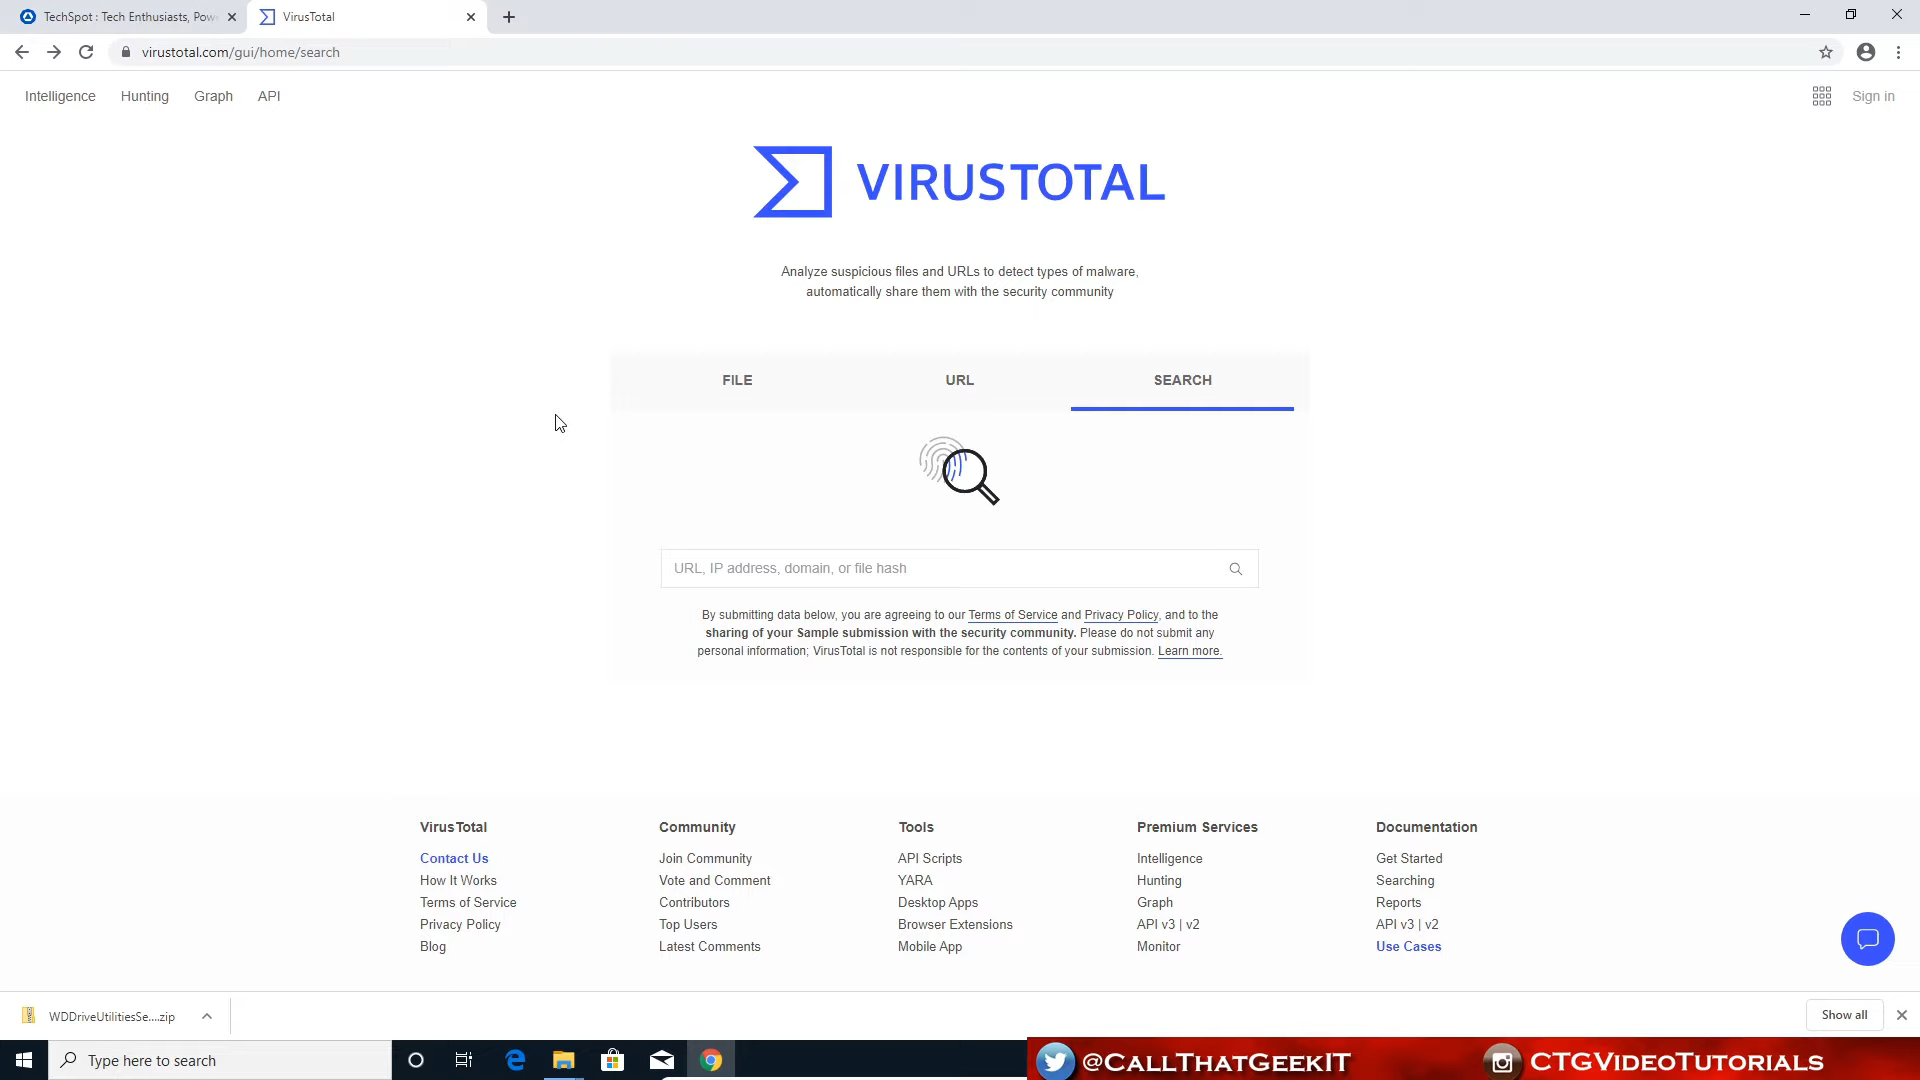 TechSpot : Tech Enthusiasts, Pow
VirusTotal
virustotal.com/gui/home/search
Intelligence
Hunting
Graph
API
Sign in
VIRUSTOTAL
Analyze suspicious files and URLs to detect types of malware,
automatically share them with the security community
FILE
URL
SEARCH
URL, IP address, domain, or file hash
By submitting data below, you are agreeing to our Terms of Service and Privacy Policy, and to the
sharing of your Sample submission with the security community. Please do not submit any
personal information; VirusTotal is not responsible for the contents of your submission. Learn more.
VirusTotal
Contact Us
How It Works
Terms of Service
Privacy Policy
Blog
Community
Join Community
Vote and Comment
Contributors
Top Users
Latest Comments
Tools
API Scripts
YARA
Desktop Apps
Browser Extensions
Mobile App
Premium Services
Intelligence
Hunting
Graph
API v3 | v2
Monitor
Documentation
Get Started
Searching
Reports
API v3 | v2
Use Cases
WDDriveUtilitiesSe....zip
Show all
Type here to search
@CallThatGeekIT
CTGVideoTutorials